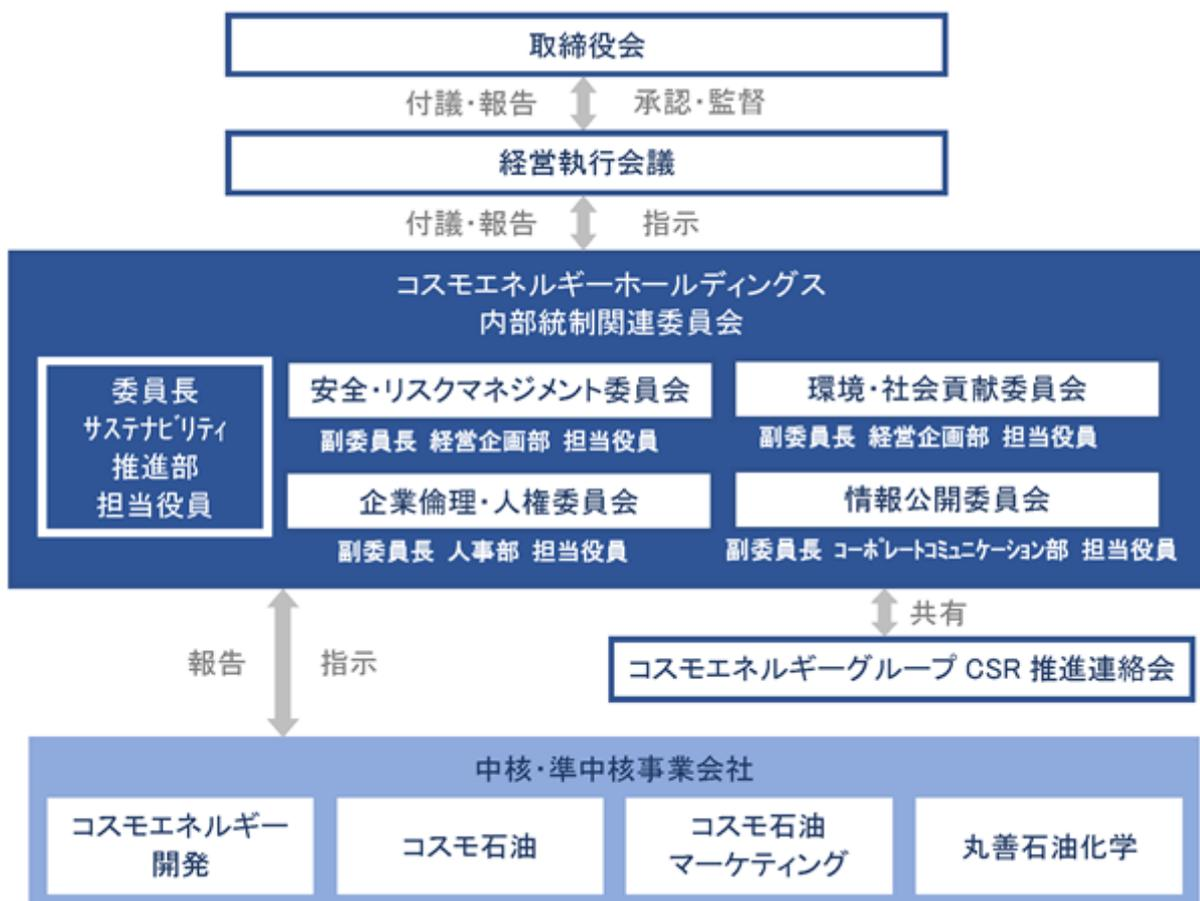 取締役会
付議・報告 承認・監督
経営執行会議
付議・報告 指示
コスモエネルギーホールディングス
内部統制関連委員会
委員長
サステナビリティ
推進部
担当役員
安全・リスクマネジメント委員会
副委員長 経営企画部 担当役員
環境・社会貢献委員会
副委員長 経営企画部 担当役員
企業倫理・人権委員会
副委員長 人事部 担当役員
情報公開委員会
副委員長 コーポレートコミュニケーション部 担当役員
報告 指示
共有
コスモエネルギーグループ CSR 推進連絡会
中核・準中核事業会社
コスモエネルギー
開発
コスモ石油
コスモ石油
マーケティング
丸善石油化学